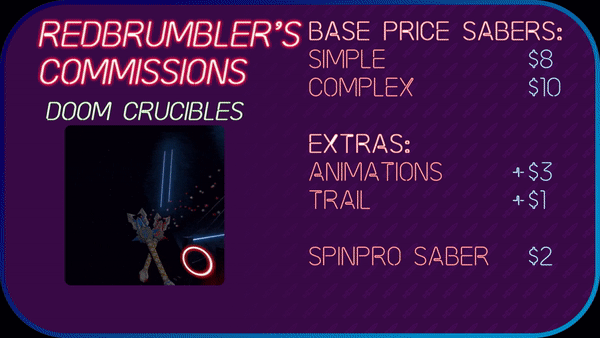 REDBRUMBLER'S
COMMISSIONS
DOOM CRUCIBLES
BASE PRICE SABERS:
SIMPLE $8
COMPLEX $10
EXTRAS:
ANIMATIONS +$3
TRAIL +$1
SPINPRO SABER $2